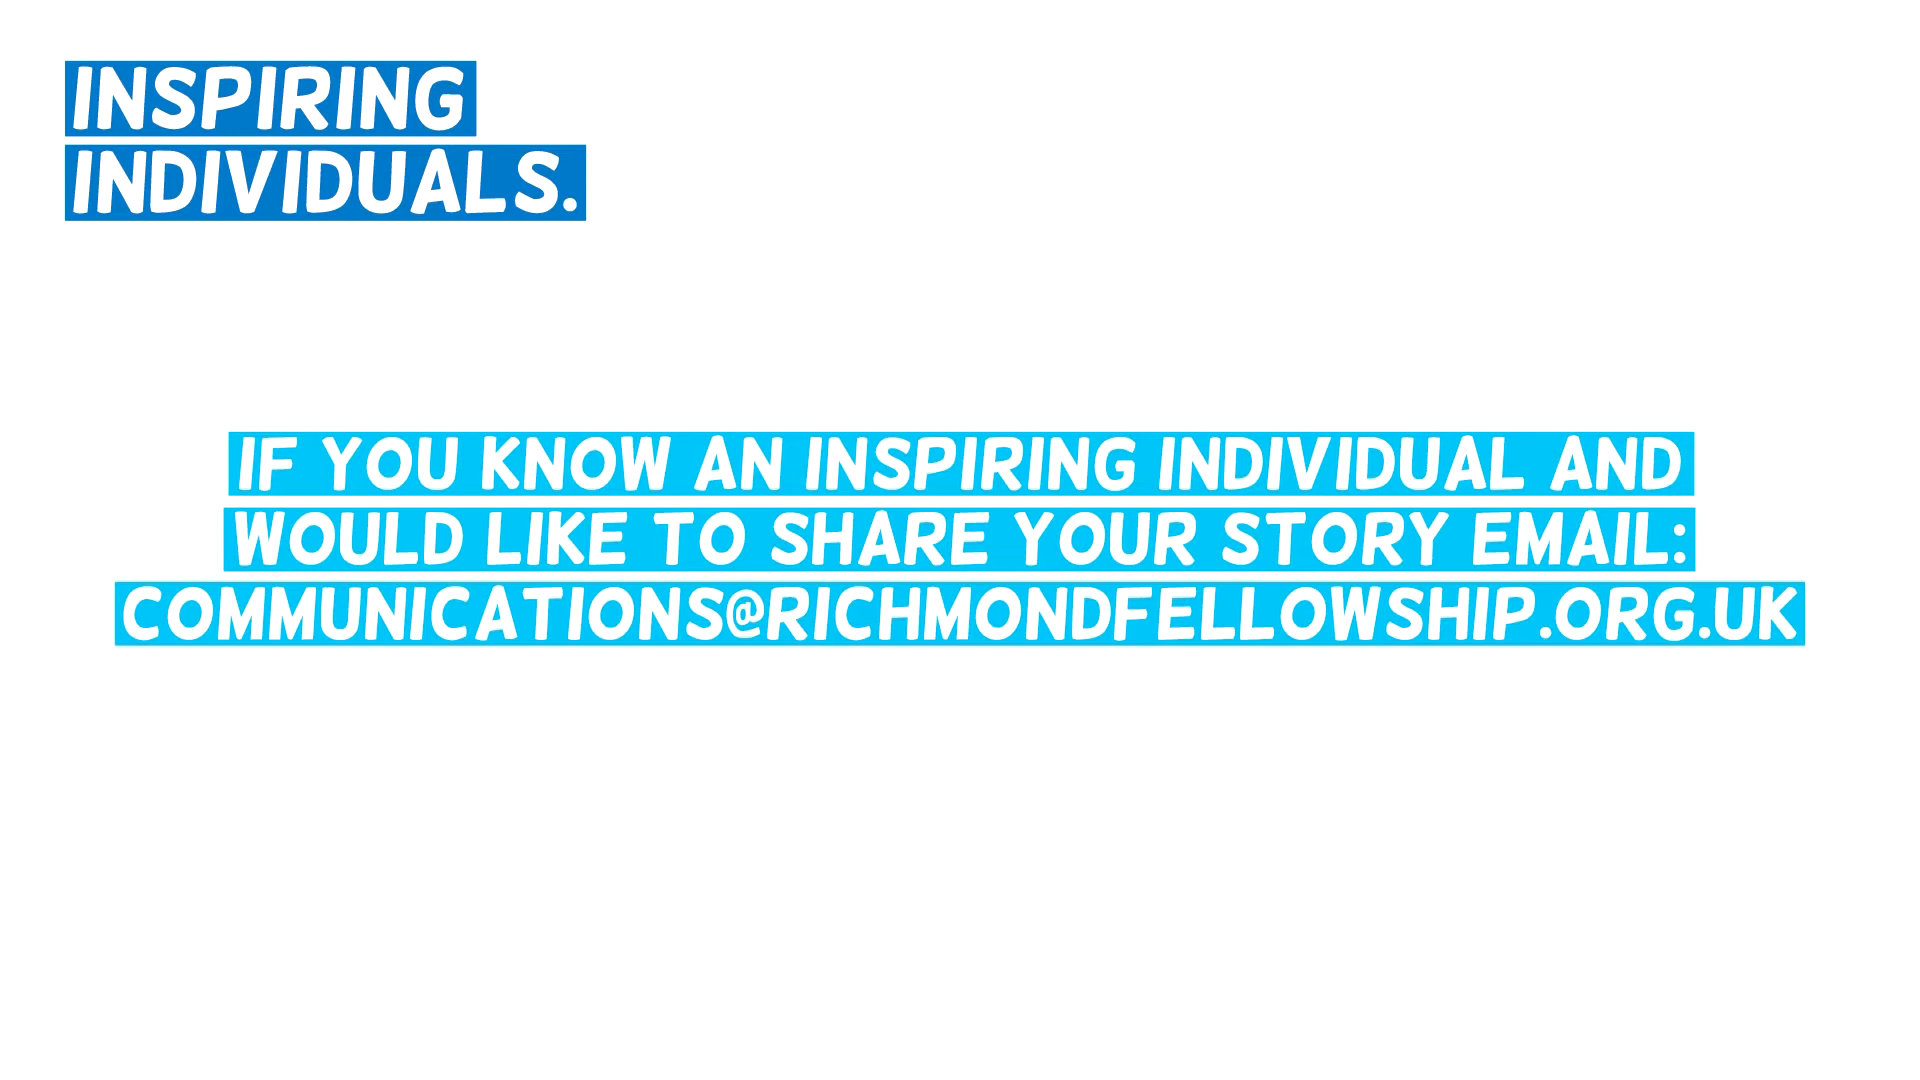 INSPIRING
INDIVIDUALS.
IF YOU KNOW AN INSPIRING INDIVIDUAL AND
WOULD LIKE TO SHARE YOUR STORY EMAIL:
COMMUNICATIONS@RICHMONDFELLOWSHIP.ORG.UK